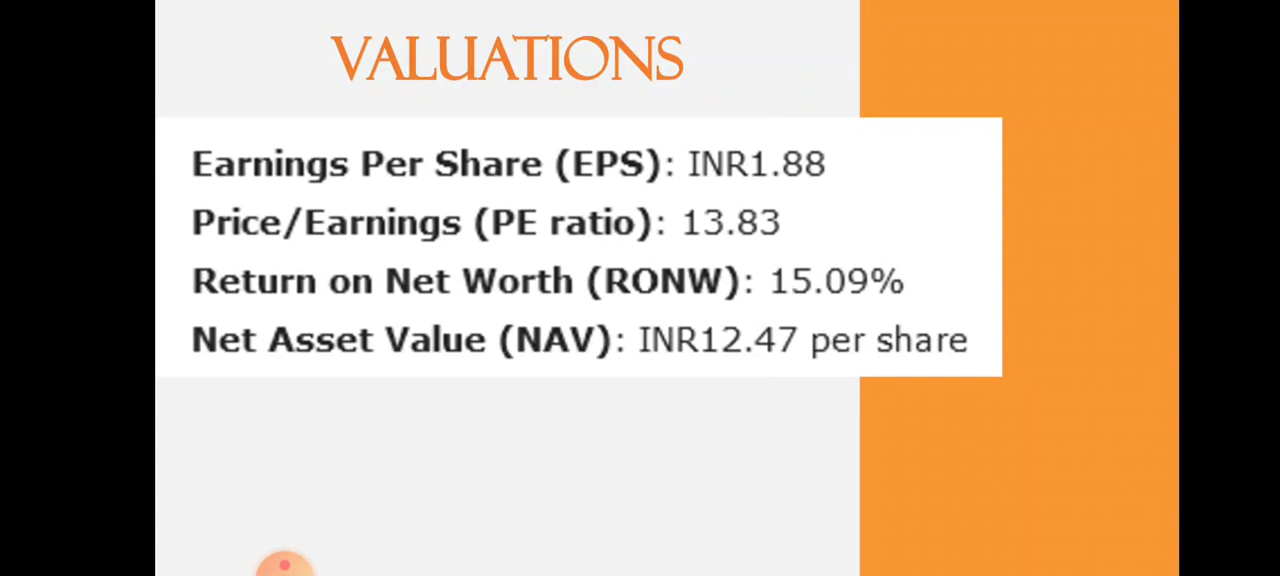 VALUATIONS
Earnings Per Share (EPS): INR1.88
Price/Earnings (PE ratio): 13.83
Return on Net Worth (RONW): 15.09%
Net Asset Value (NAV): INR12.47 per share